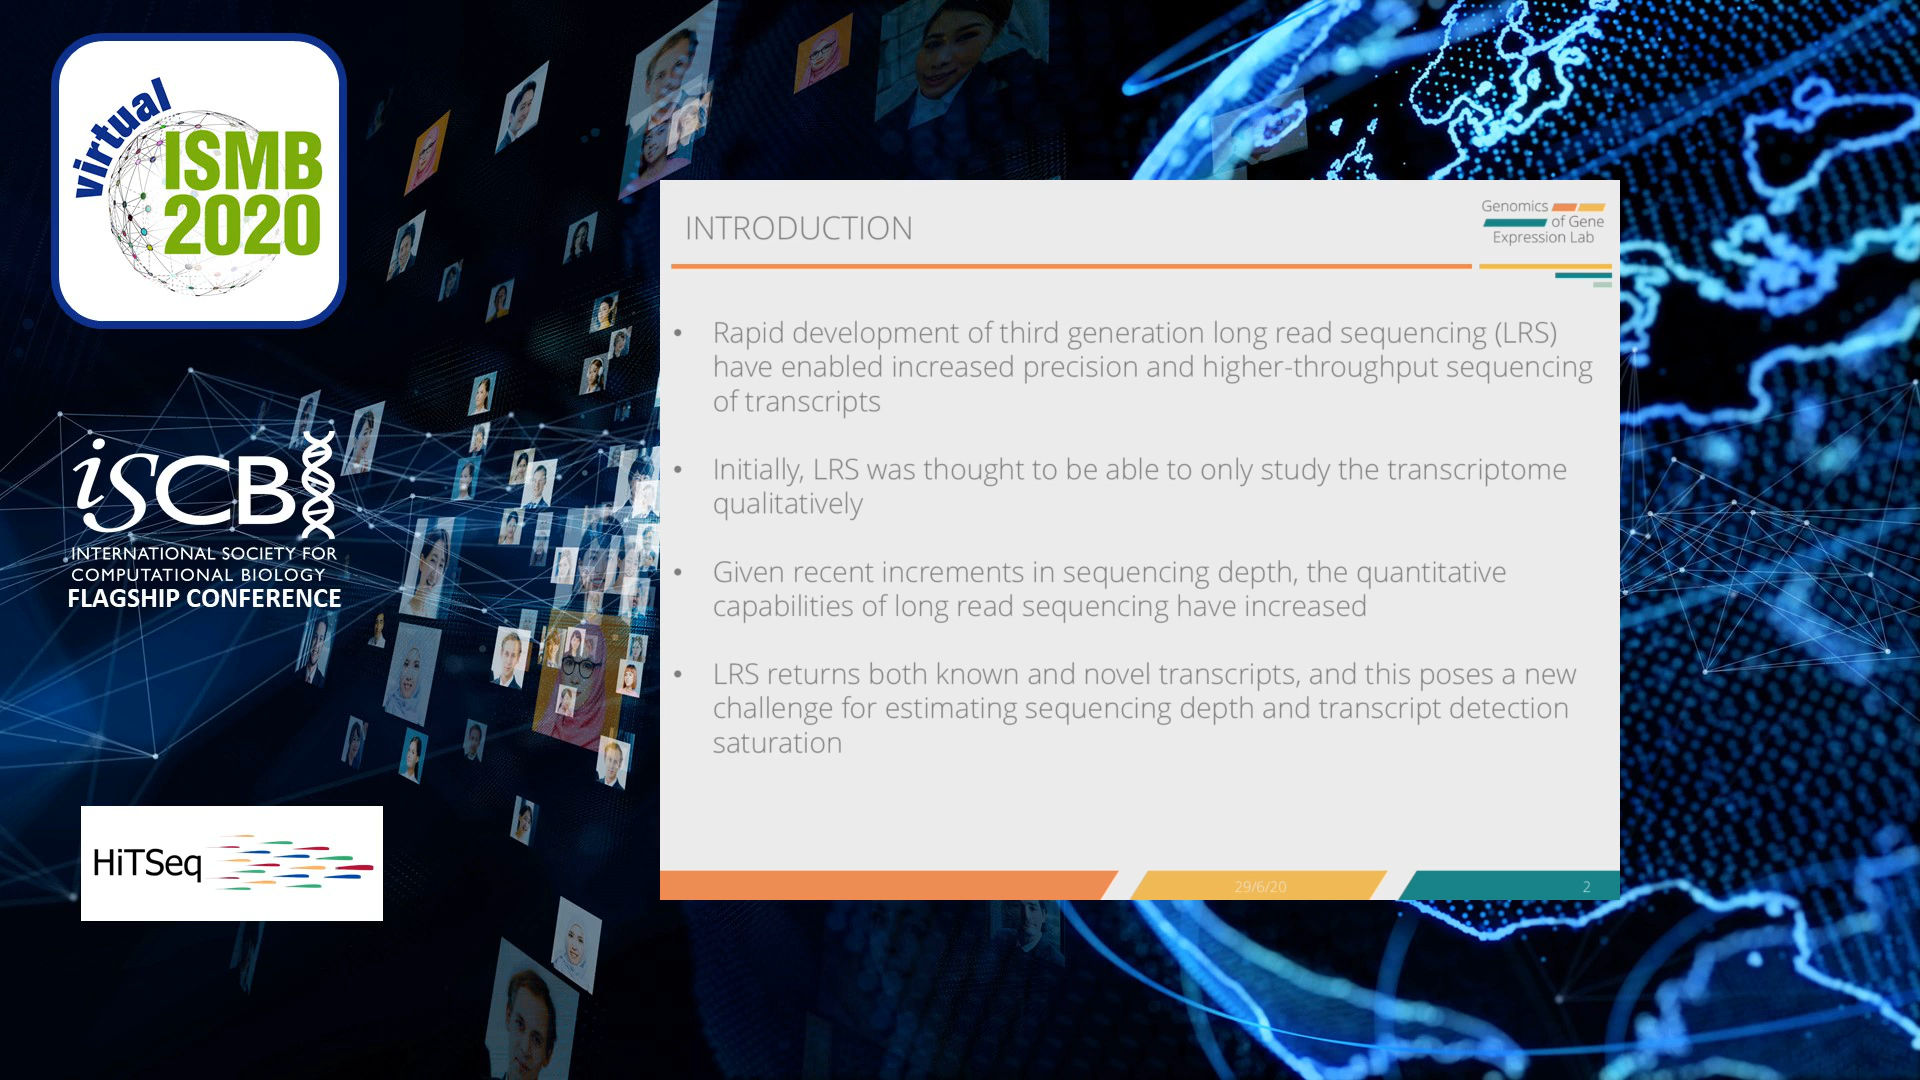 virtual
ISMB
2020
iSCB
INTERNATIONAL SOCIETY FOR
COMPUTATIONAL BIOLOGY
FLAGSHIP CONFERENCE
HiTSeq
INTRODUCTION
Genomics
of Gene
Expression Lab
• Rapid development of third generation long read sequencing (LRS)
have enabled increased precision and higher-throughput sequencing
of transcripts
• Initially, LRS was thought to be able to only study the transcriptome
qualitatively
• Given recent increments in sequencing depth, the quantitative
capabilities of long read sequencing have increased
• LRS returns both known and novel transcripts, and this poses a new
challenge for estimating sequencing depth and transcript detection
saturation
29/6/20
2